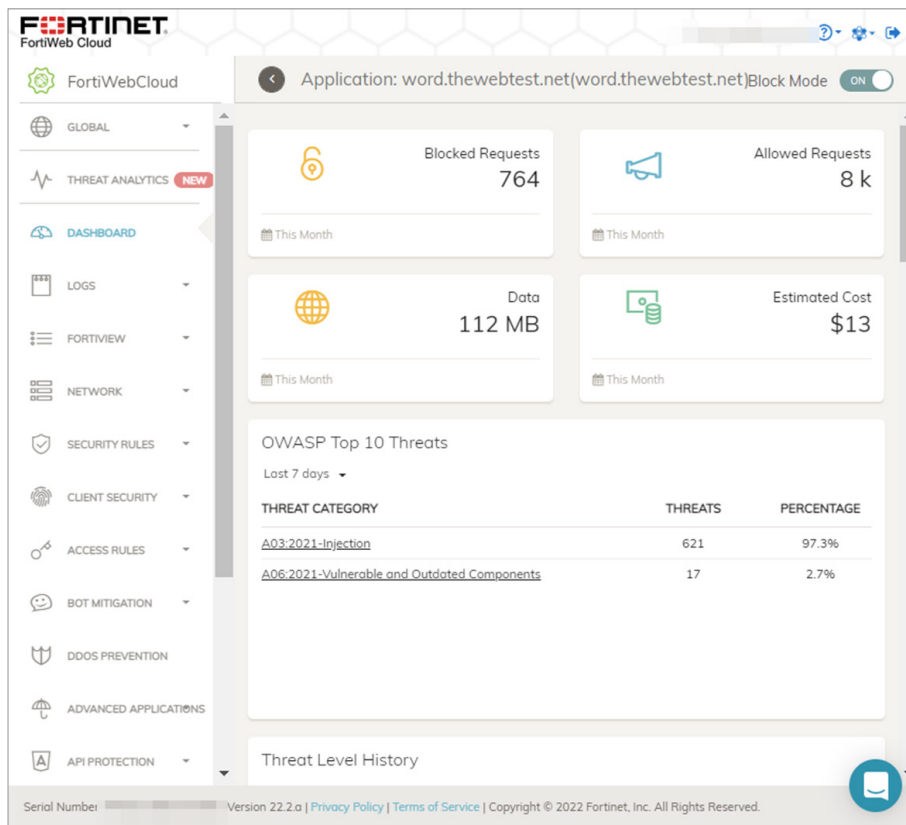 FORTINET
FortiWeb Cloud
FortiWebCloud
Application: word.thewebtest.net(word.thewebtest.net)Block Mode ON
GLOBAL
THREAT ANALYTICS NEW
DASHBOARD
LOGS
FORTIVIEW
NETWORK
SECURITY RULES
CLIENT SECURITY
ACCESS RULES
BOT MITIGATION
DDOS PREVENTION
ADVANCED APPLICATIONS
API PROTECTION
Blocked Requests
764
This Month
Allowed Requests
8 k
This Month
Data
112 MB
This Month
Estimated Cost
$13
This Month
OWASP Top 10 Threats
Last 7 days
THREAT CATEGORY THREATS PERCENTAGE
A03:2021-Injection 621 97.3%
A06:2021-Vulnerable and Outdated Components 17 2.7%
Threat Level History
Serial Number Version 22.2.a | Privacy Policy | Terms of Service | Copyright © 2022 Fortinet, Inc. All Rights Reserved.